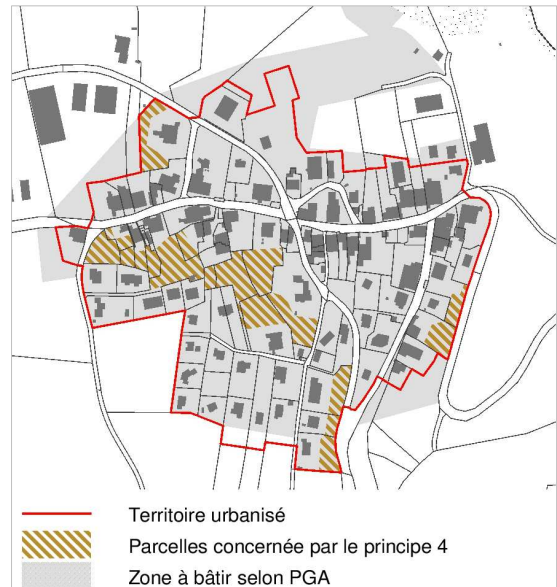 Territoire urbanisé
Parcelles concernée par le principe 4
Zone à bâtir selon PGA